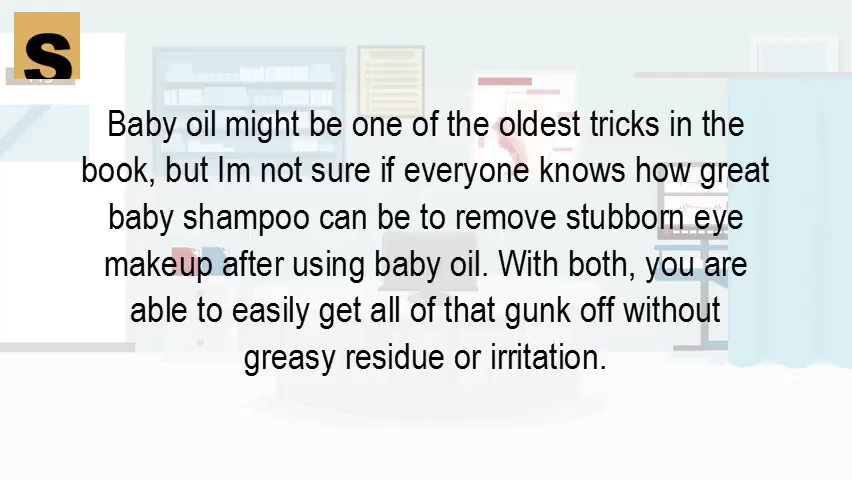 S
Baby oil might be one of the oldest tricks in the
book, but Im not sure if everyone knows how great
baby shampoo can be to remove stubborn eye
makeup after using baby oil. With both, you are
able to easily get all of that gunk off without
greasy residue or irritation.